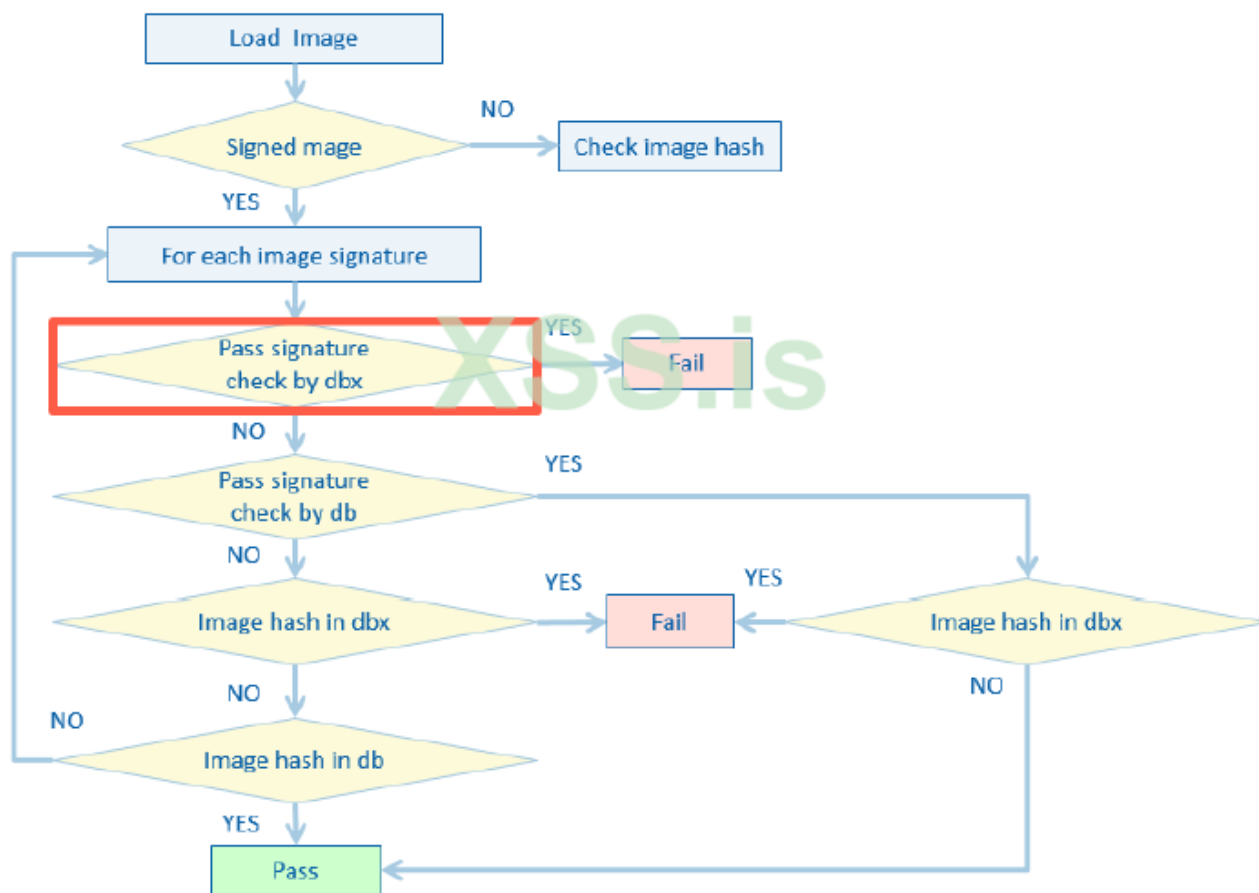 Load Image
NO
Signed mage
Check image hash
YES
For each image signature
YES
Pass signature
check by dbx
Fail
XSS.is
NO
YES
Pass signature
check by db
NO
YES
YES
Image hash in dbx
Fail
Image hash in dbx
NO
NO
NO
Image hash in db
YES
Pass